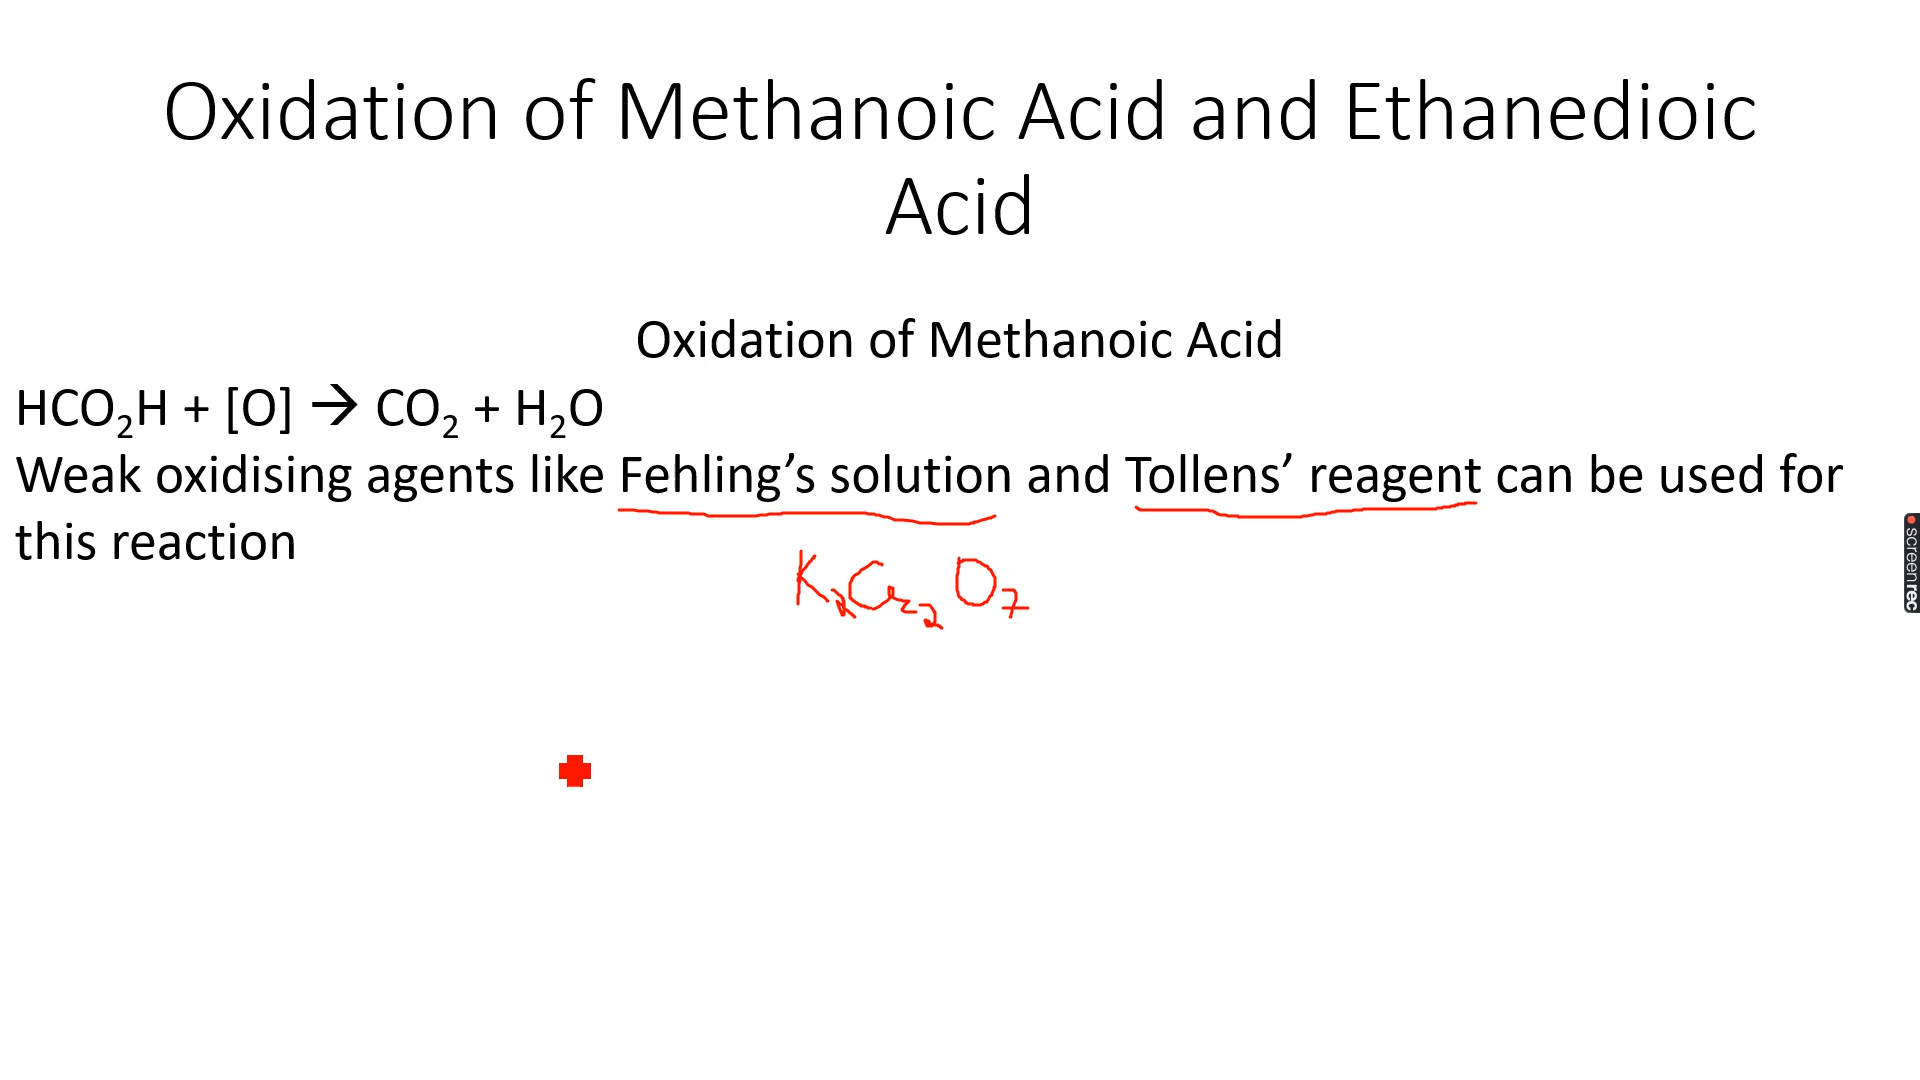 Oxidation of Methanoic Acid and Ethanedioic
Acid
Oxidation of Methanoic Acid
HCO₂H + [O] → CO₂ + H₂O
Weak oxidising agents like Fehling’s solution and Tollens’ reagent can be used for
this reaction
K₂Cr₂O₇
screenrec